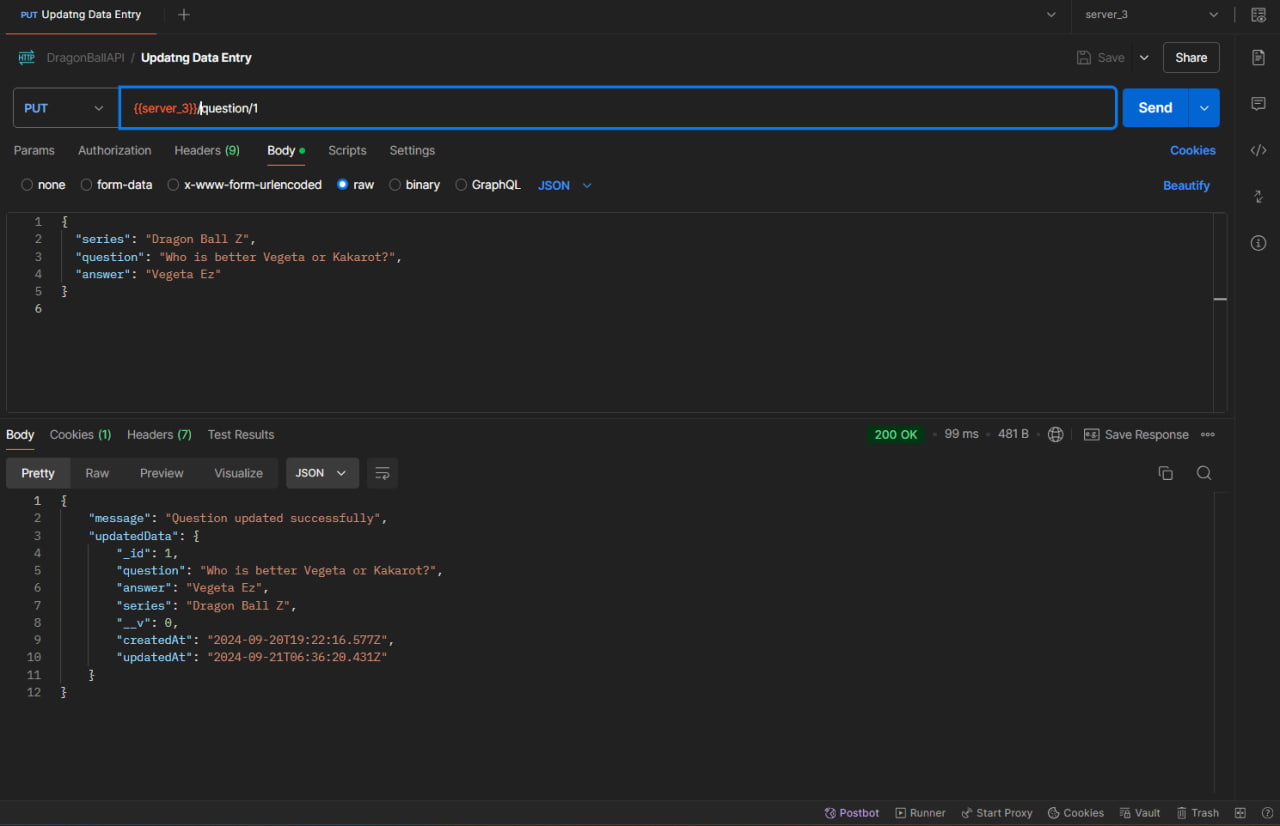 PUT Updatng Data Entry
server_3
HTTP DragonBallAPI / Updatng Data Entry Save Share
PUT {{server_3}}/question/1 Send
Params Authorization Headers (9) Body Scripts Settings Cookies
none form-data x-www-form-urlencoded raw binary GraphQL JSON Beautify
1 {
2 "series": "Dragon Ball Z",
3 "question": "Who is better Vegeta or Kakarot?",
4 "answer": "Vegeta Ez"
5 }
6
Body Cookies (1) Headers (7) Test Results 200 OK 99 ms 481 B e.g. Save Response
Pretty Raw Preview Visualize JSON
1 {
2 "message": "Question updated successfully",
3 "updatedData": {
4 "_id": 1,
5 "question": "Who is better Vegeta or Kakarot?",
6 "answer": "Vegeta Ez",
7 "series": "Dragon Ball Z",
8 "__v": 0,
9 "createdAt": "2024-09-20T19:22:16.577Z",
10 "updatedAt": "2024-09-21T06:36:20.431Z"
11 }
12 }
Postbot Runner Start Proxy Cookies Vault Trash